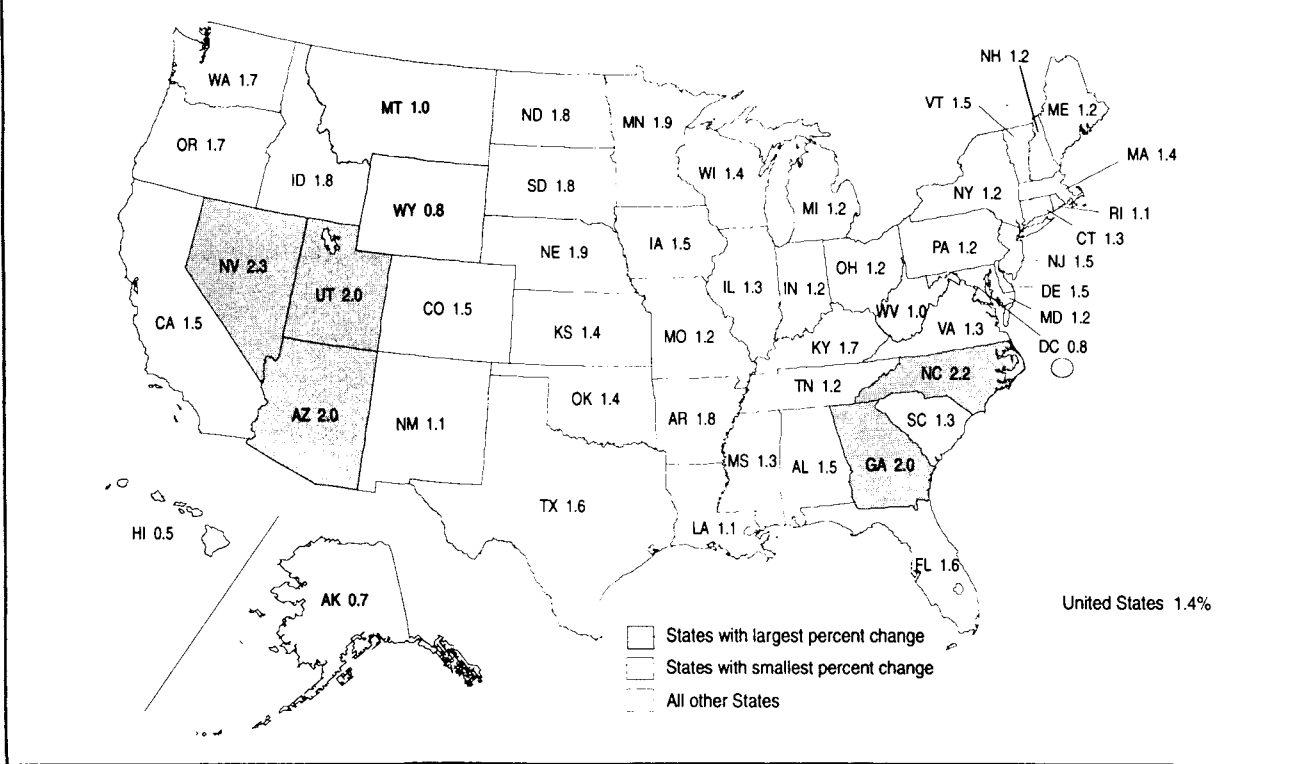 NH 1.2
WA 1.7
MT 1.0
ND 1.8
MN 1.9
VT 1.5
ME 1.2
OR 1.7
WI 1.4
MA 1.4
ID 1.8
SD 1.8
NY 1.2
WY 0.8
MI 1.2
RI 1.1
CT 1.3
NV 2.3
NE 1.9
IA 1.5
PA 1.2
NJ 1.5
UT 2.0
OH 1.2
IL 1.3
IN 1.2
DE 1.5
CA 1.5
CO 1.5
WV 1.0
MD 1.2
KS 1.4
MO 1.2
VA 1.3
KY 1.7
DC 0.8
NC 2.2
TN 1.2
AZ 2.0
NM 1.1
OK 1.4
AR 1.8
SC 1.3
MS 1.3
AL 1.5
GA 2.0
HI 0.5
TX 1.6
LA 1.1
FL 1.6
AK 0.7
United States 1.4%
States with largest percent change
States with smallest percent change
All other States